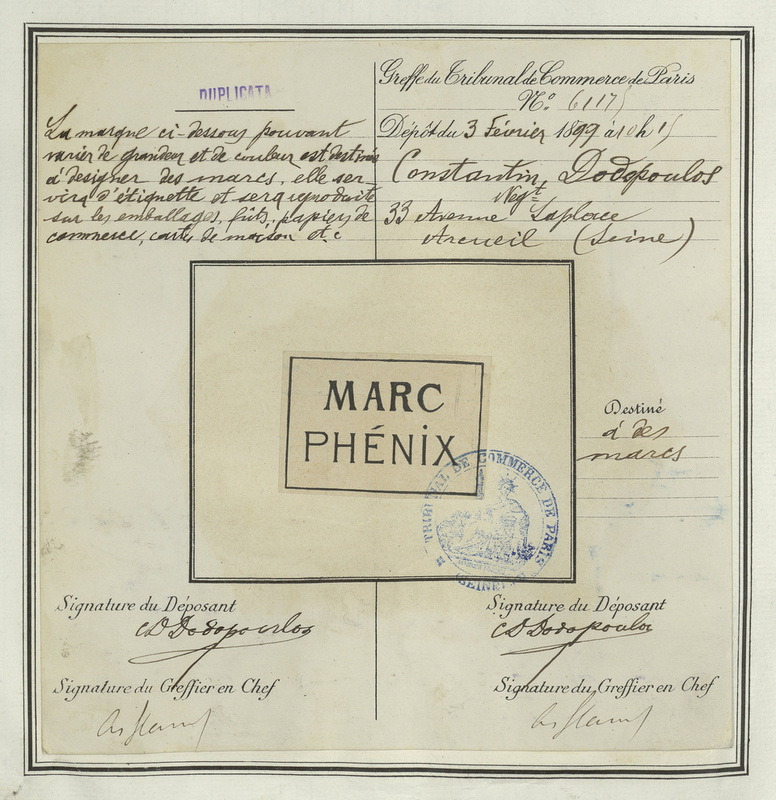 DUPLICATA
La marque ci-dessous pouvant
varier de grandeur et de couleur est destinée
à désigner des marcs, elle ser-
vira d'étiquette et sera reproduite
sur les emballages, fûts, papiers de
commerce, cartes de maison etc
Greffe du Tribunal de Commerce de Paris
No. 61175
Dépôt du 3 Février 1899 à
Constantin Dodopoulos
Négt
33 Avenue Laplace
Arcueil (Seine)
MARC
PHÉNIX
TRIBUNAL DE COMMERCE DE PARIS
(SEINE)
Destiné
à des
marcs
Signature du Déposant
CD Dodopoulos
Signature du Greffier en Chef
Signature du Déposant
CD Dodopoulos
Signature du Greffier en Chef